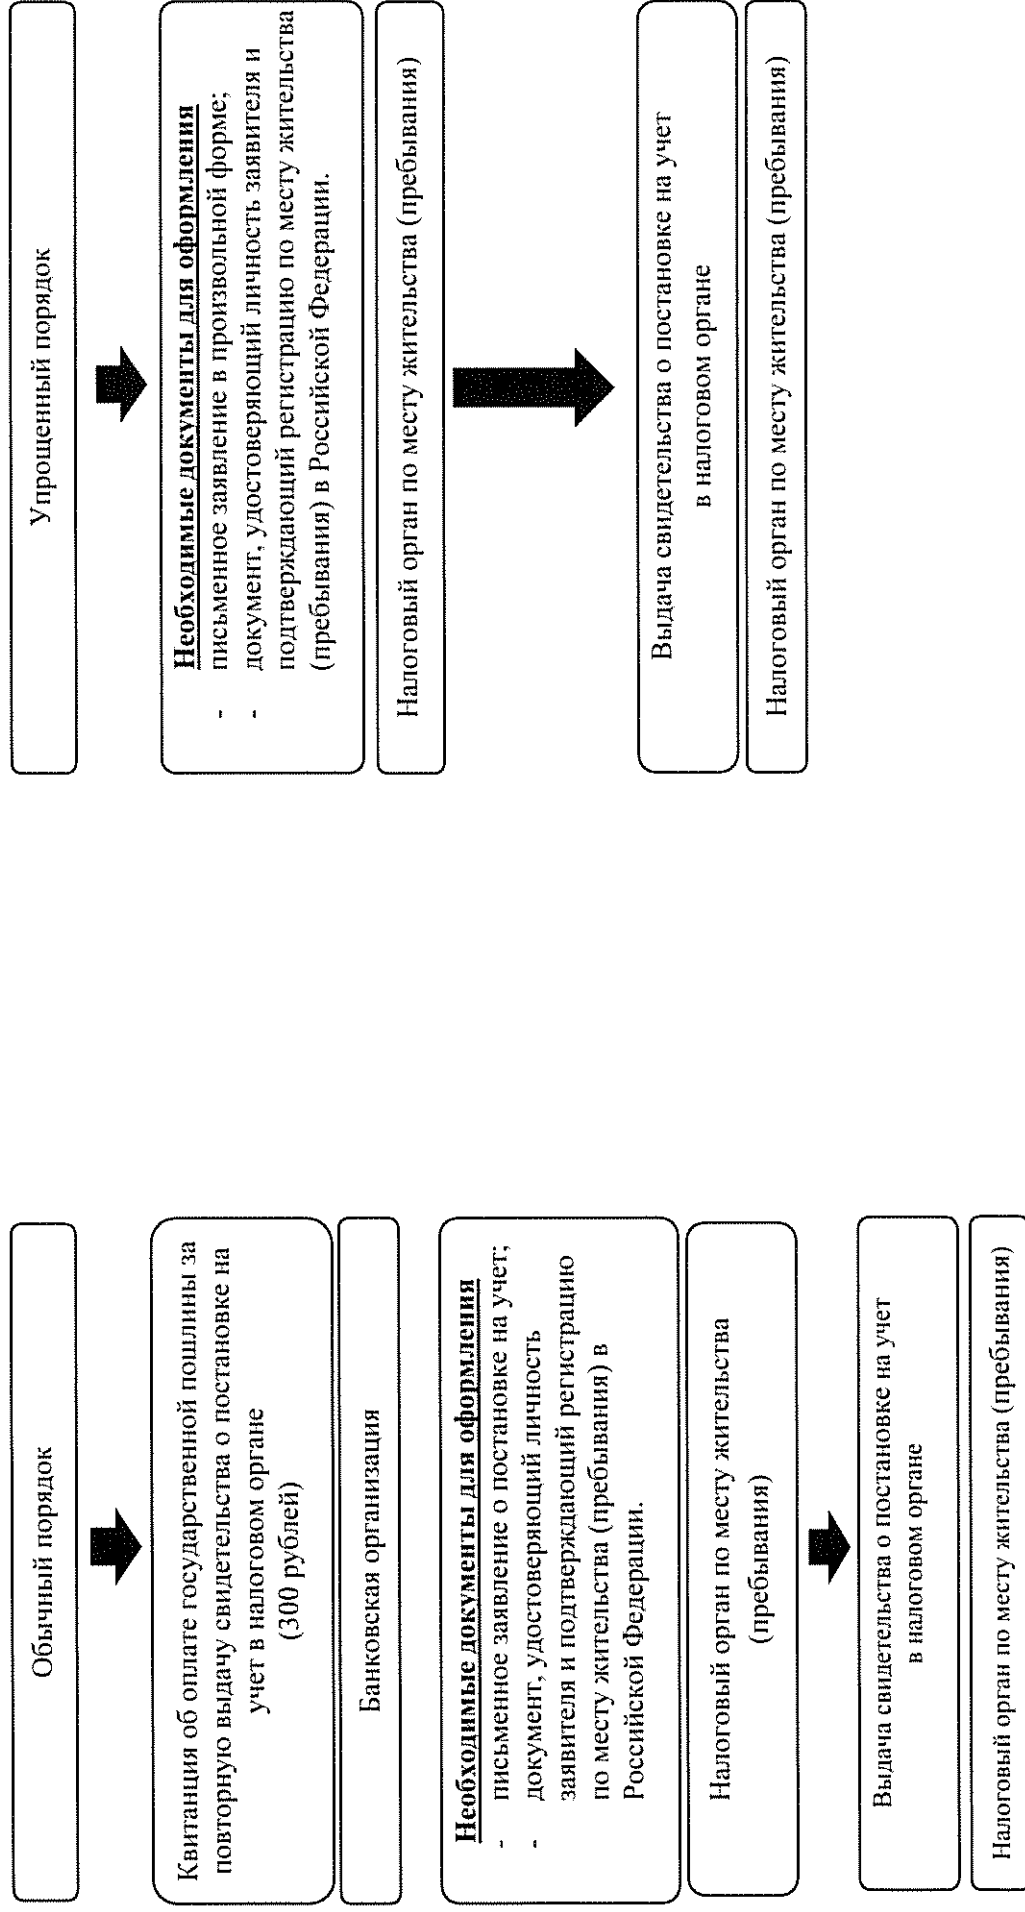 Обычный порядок
Квитанция об оплате государственной пошлины за
повторную выдачу свидетельства о постановке на
учет в налоговом органе
(300 рублей)
Банковская организация
Необходимые документы для оформления
- письменное заявление о постановке на учет;
- документ, удостоверяющий личность
заявителя и подтверждающий регистрацию
по месту жительства (пребывания) в
Российской Федерации.
Налоговый орган по месту жительства
(пребывания)
Выдача свидетельства о постановке на учет
в налоговом органе
Налоговый орган по месту жительства (пребывания)
Упрощенный порядок
Необходимые документы для оформления
- письменное заявление в произвольной форме;
- документ, удостоверяющий личность заявителя и
подтверждающий регистрацию по месту жительства
(пребывания) в Российской Федерации.
Налоговый орган по месту жительства (пребывания)
Выдача свидетельства о постановке на учет
в налоговом органе
Налоговый орган по месту жительства (пребывания)